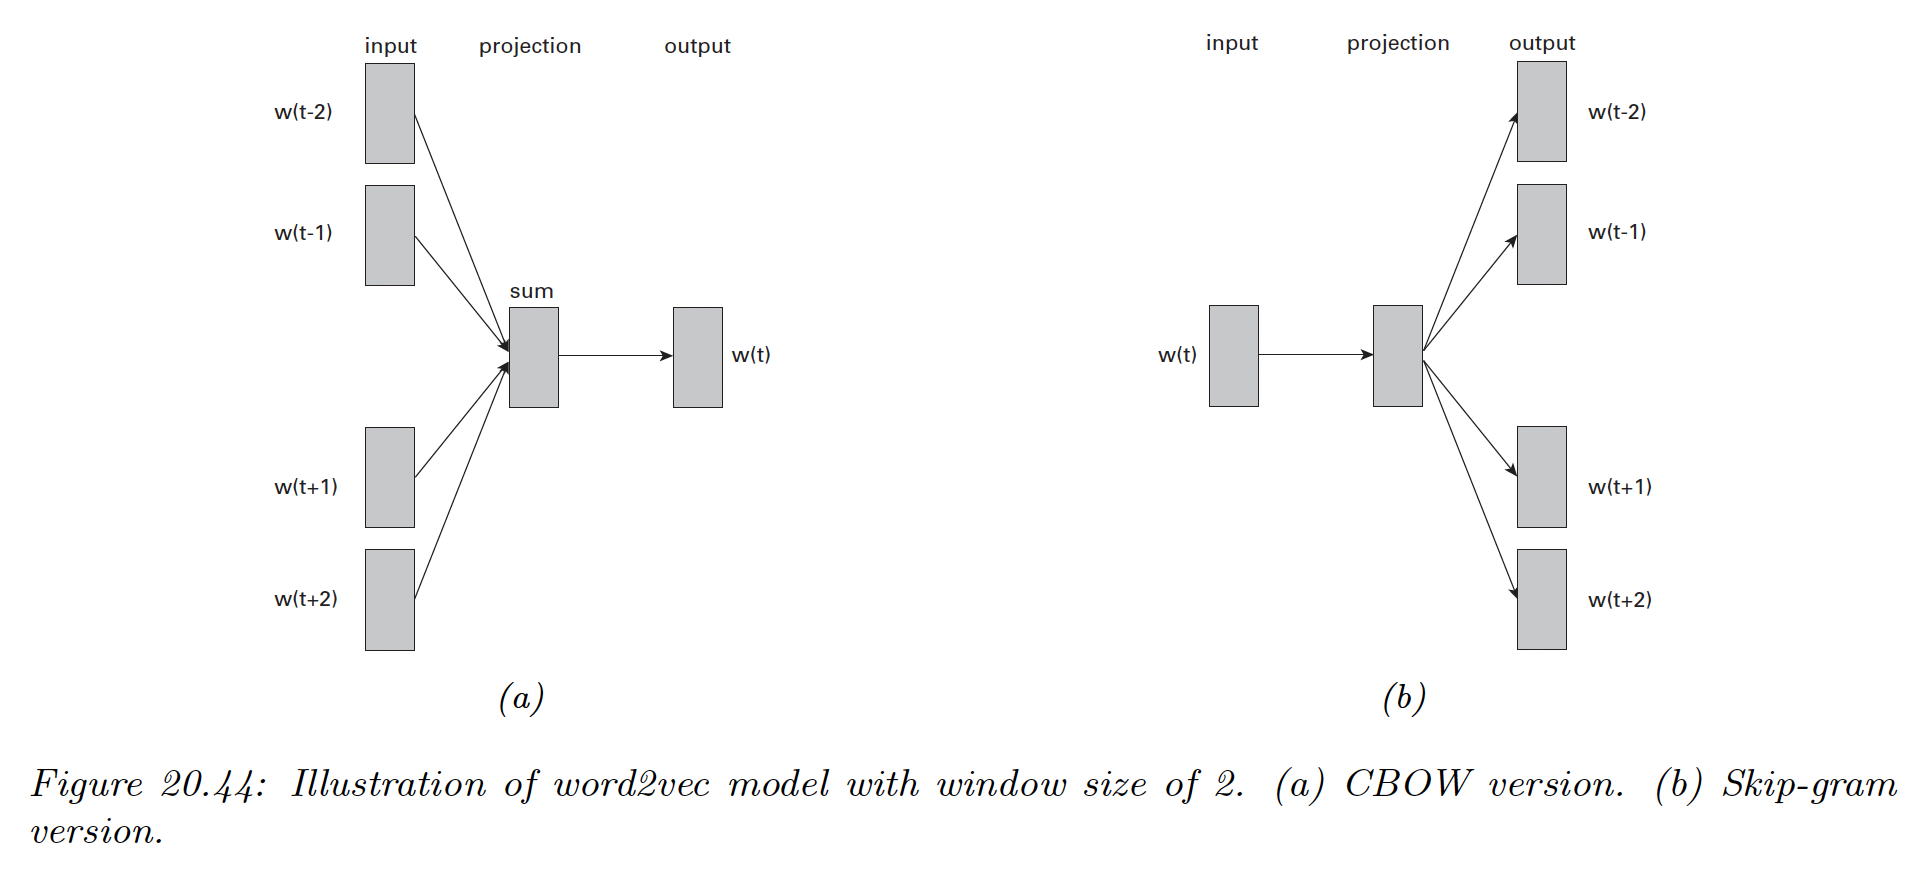 input projection output
w(t-2)
w(t-1)
sum
w(t)
w(t+1)
w(t+2)
(a)
input projection output
w(t-2)
w(t-1)
w(t)
w(t+1)
w(t+2)
(b)
Figure 20.44: Illustration of word2vec model with window size of 2. (a) CBOW version. (b) Skip-gram
version.